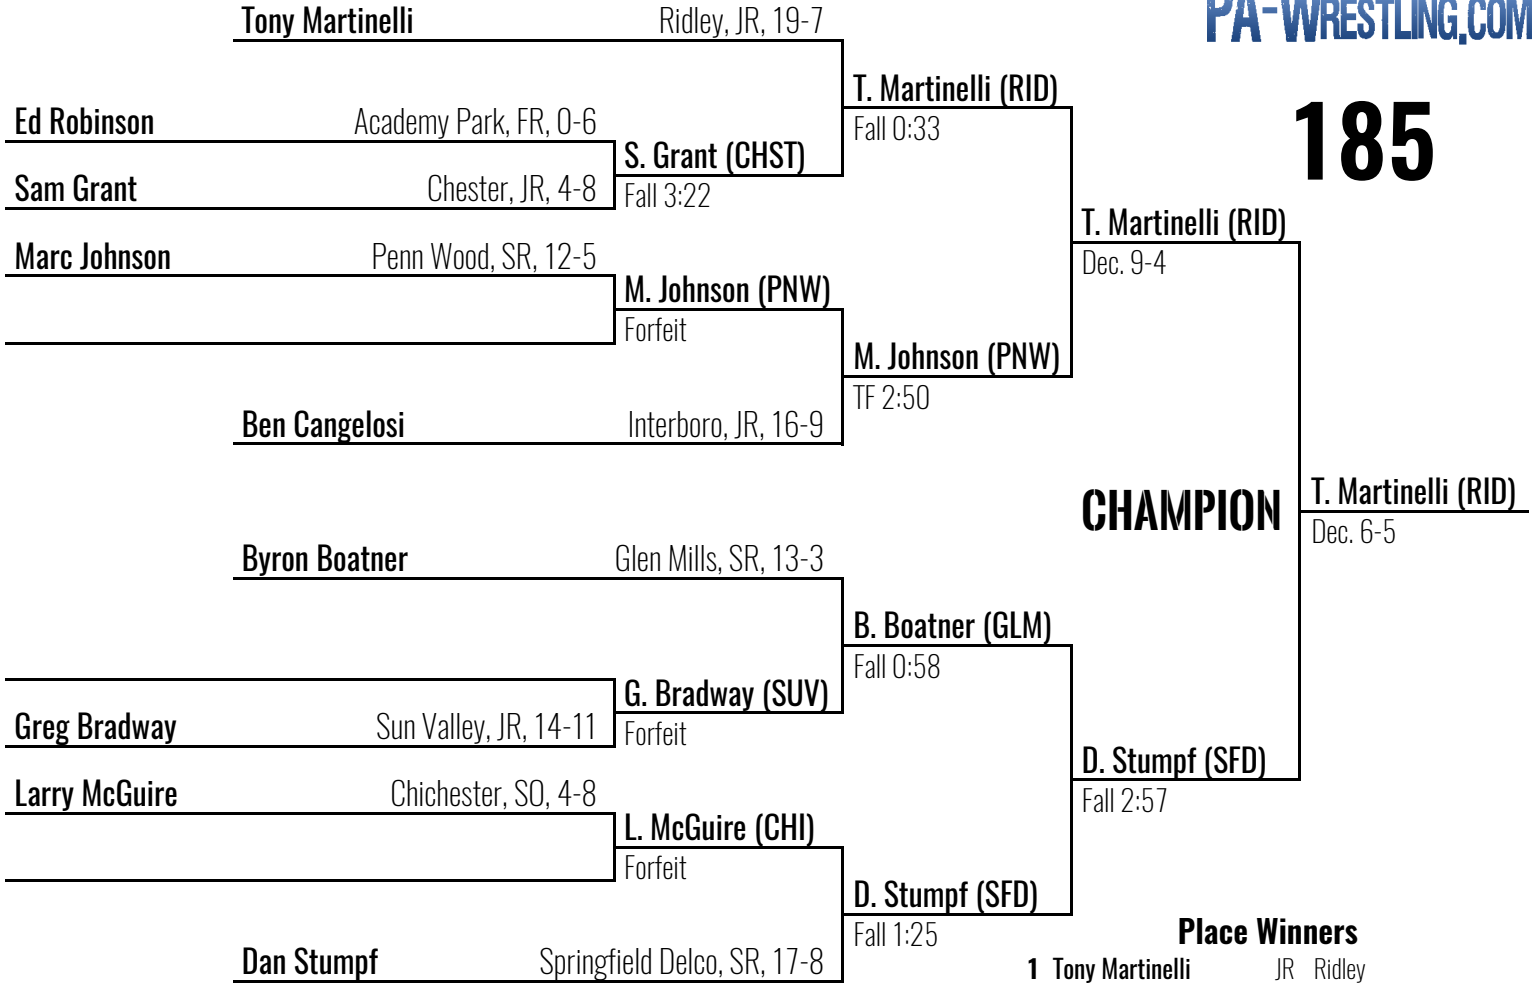 PA-WRESTLING.COM
185
Tony Martinelli Ridley, JR, 19-7
T. Martinelli (RID)
Fall 0:33
Ed Robinson Academy Park, FR, 0-6
S. Grant (CHST)
Fall 3:22
Sam Grant Chester, JR, 4-8
T. Martinelli (RID)
Dec. 9-4
Marc Johnson Penn Wood, SR, 12-5
M. Johnson (PNW)
Forfeit
M. Johnson (PNW)
TF 2:50
Ben Cangelosi Interboro, JR, 16-9
CHAMPION
T. Martinelli (RID)
Dec. 6-5
Byron Boatner Glen Mills, SR, 13-3
B. Boatner (GLM)
Fall 0:58
G. Bradway (SUV)
Forfeit
Greg Bradway Sun Valley, JR, 14-11
D. Stumpf (SFD)
Fall 2:57
Larry McGuire Chichester, SO, 4-8
L. McGuire (CHI)
Forfeit
D. Stumpf (SFD)
Fall 1:25
Dan Stumpf Springfield Delco, SR, 17-8
Place Winners
1 Tony Martinelli JR Ridley